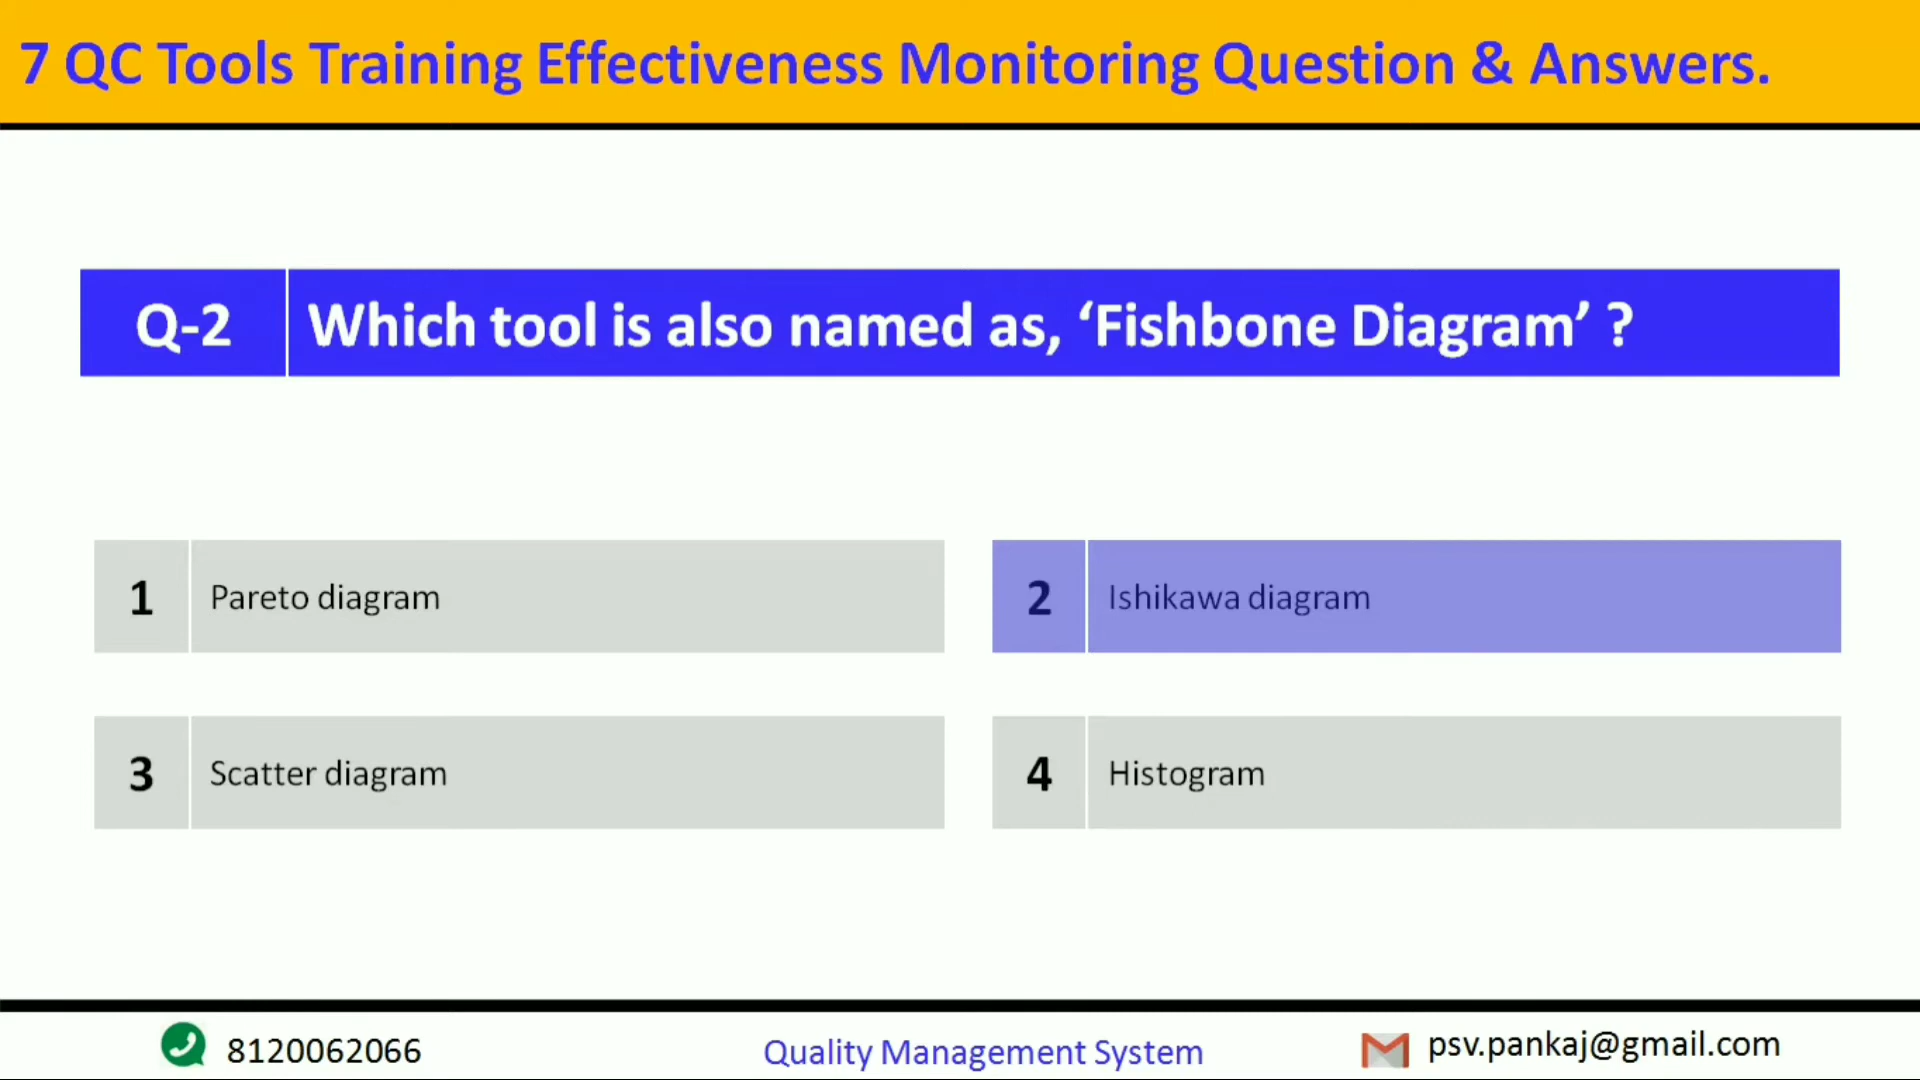 7 QC Tools Training Effectiveness Monitoring Question & Answers.
Q-2 Which tool is also named as, ‘Fishbone Diagram’ ?
1 Pareto diagram
2 Ishikawa diagram
3 Scatter diagram
4 Histogram
8120062066
Quality Management System
psv.pankaj@gmail.com